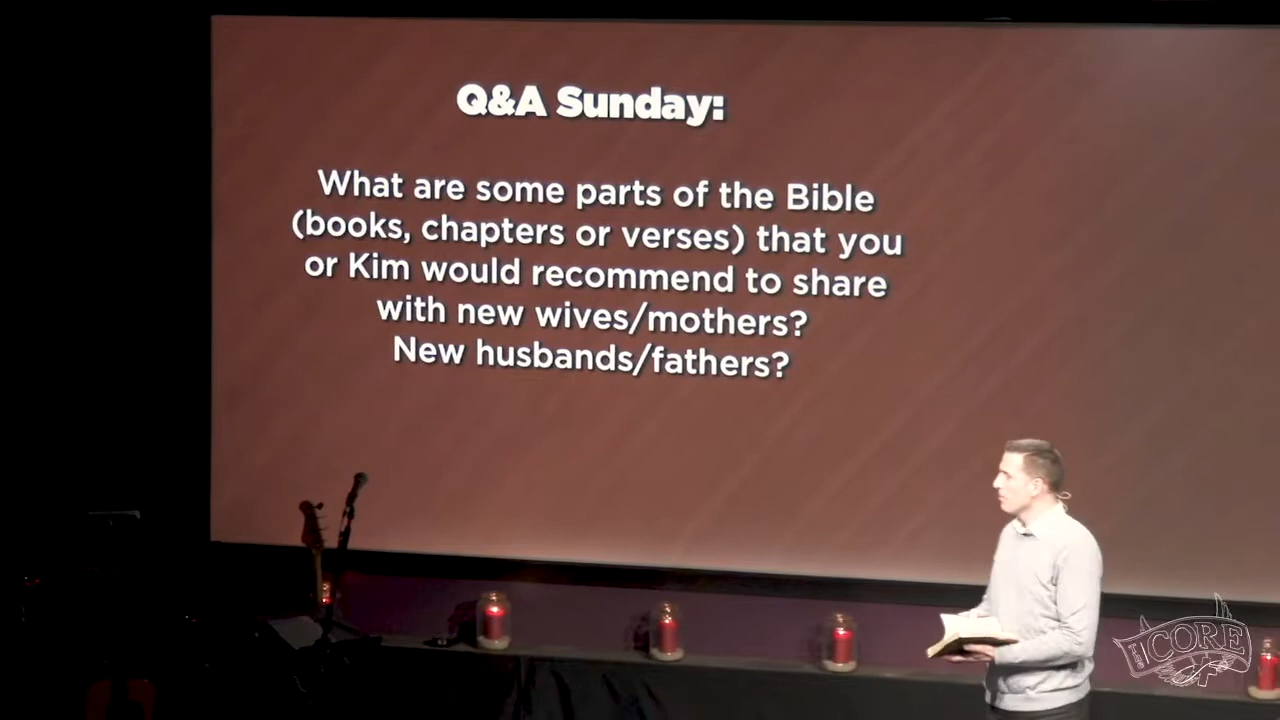 Q&A Sunday:
What are some parts of the Bible
(books, chapters or verses) that you
or Kim would recommend to share
with new wives/mothers?
New husbands/fathers?
THE CORE